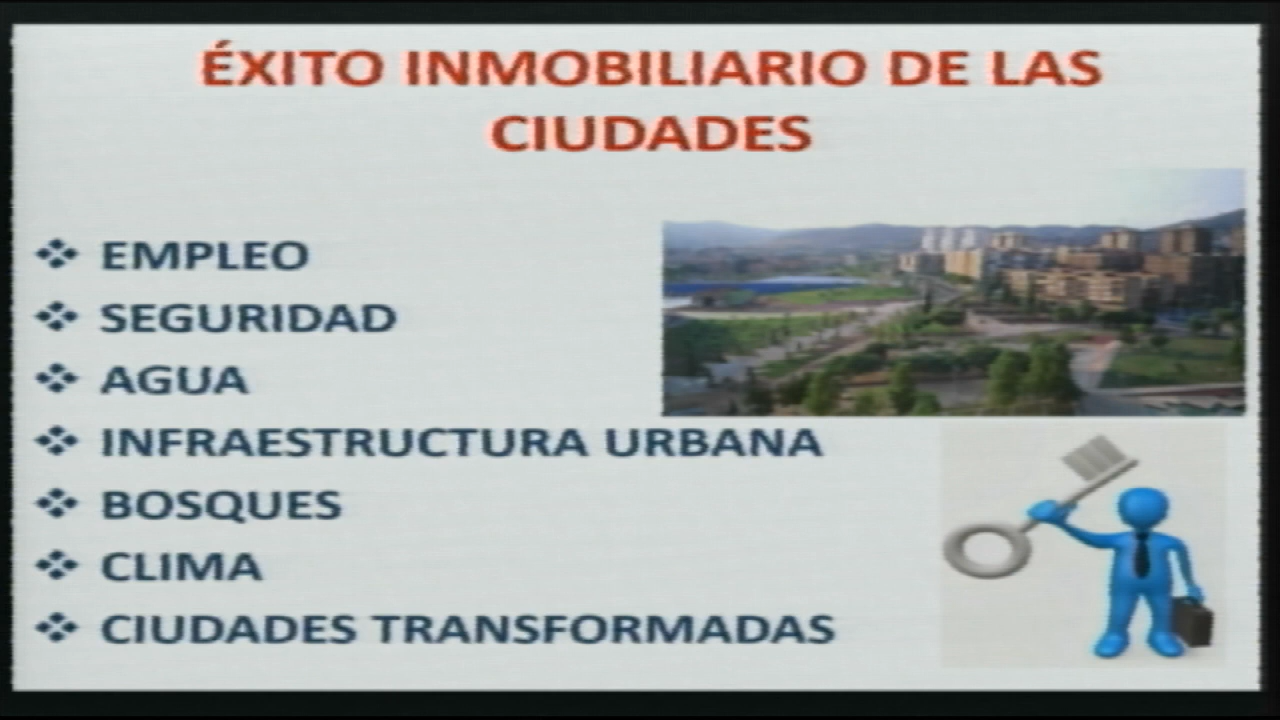 ÉXITO INMOBILIARIO DE LAS
CIUDADES
EMPLEO
SEGURIDAD
AGUA
INFRAESTRUCTURA URBANA
BOSQUES
CLIMA
CIUDADES TRANSFORMADAS